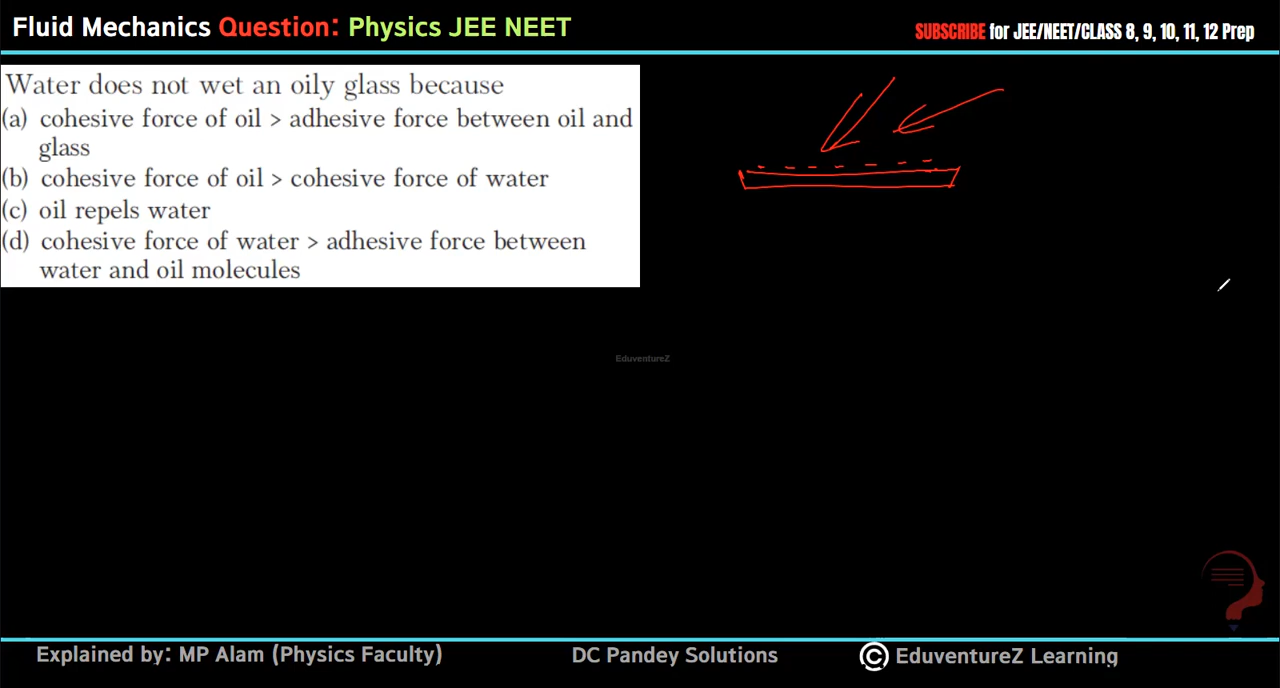 Fluid Mechanics Question: Physics JEE NEET
SUBSCRIBE for JEE/NEET/CLASS 8, 9, 10, 11, 12 Prep
Water does not wet an oily glass because
(a) cohesive force of oil > adhesive force between oil and
glass
(b) cohesive force of oil > cohesive force of water
(c) oil repels water
(d) cohesive force of water > adhesive force between
water and oil molecules
EduventureZ
Explained by: MP Alam (Physics Faculty)
DC Pandey Solutions
© EduventureZ Learning